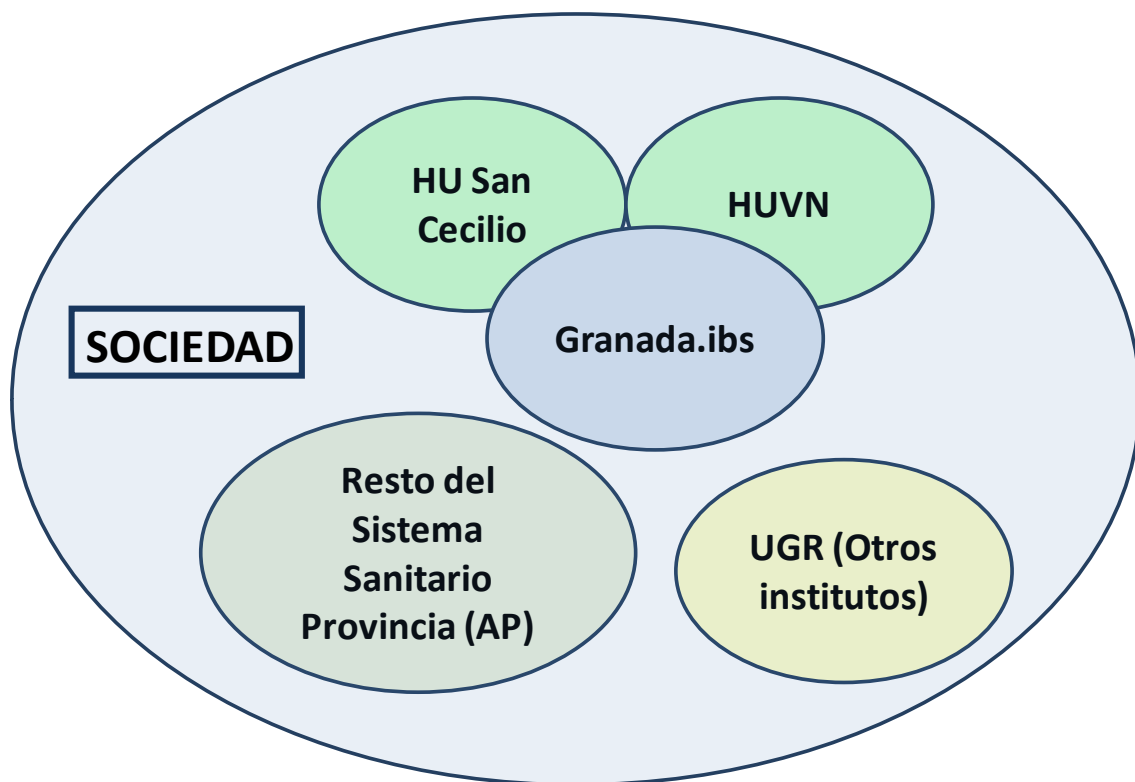 HU San
Cecilio
HUVN
Granada.ibs
SOCIEDAD
Resto del
Sistema
Sanitario
Provincia (AP)
UGR (Otros
institutos)